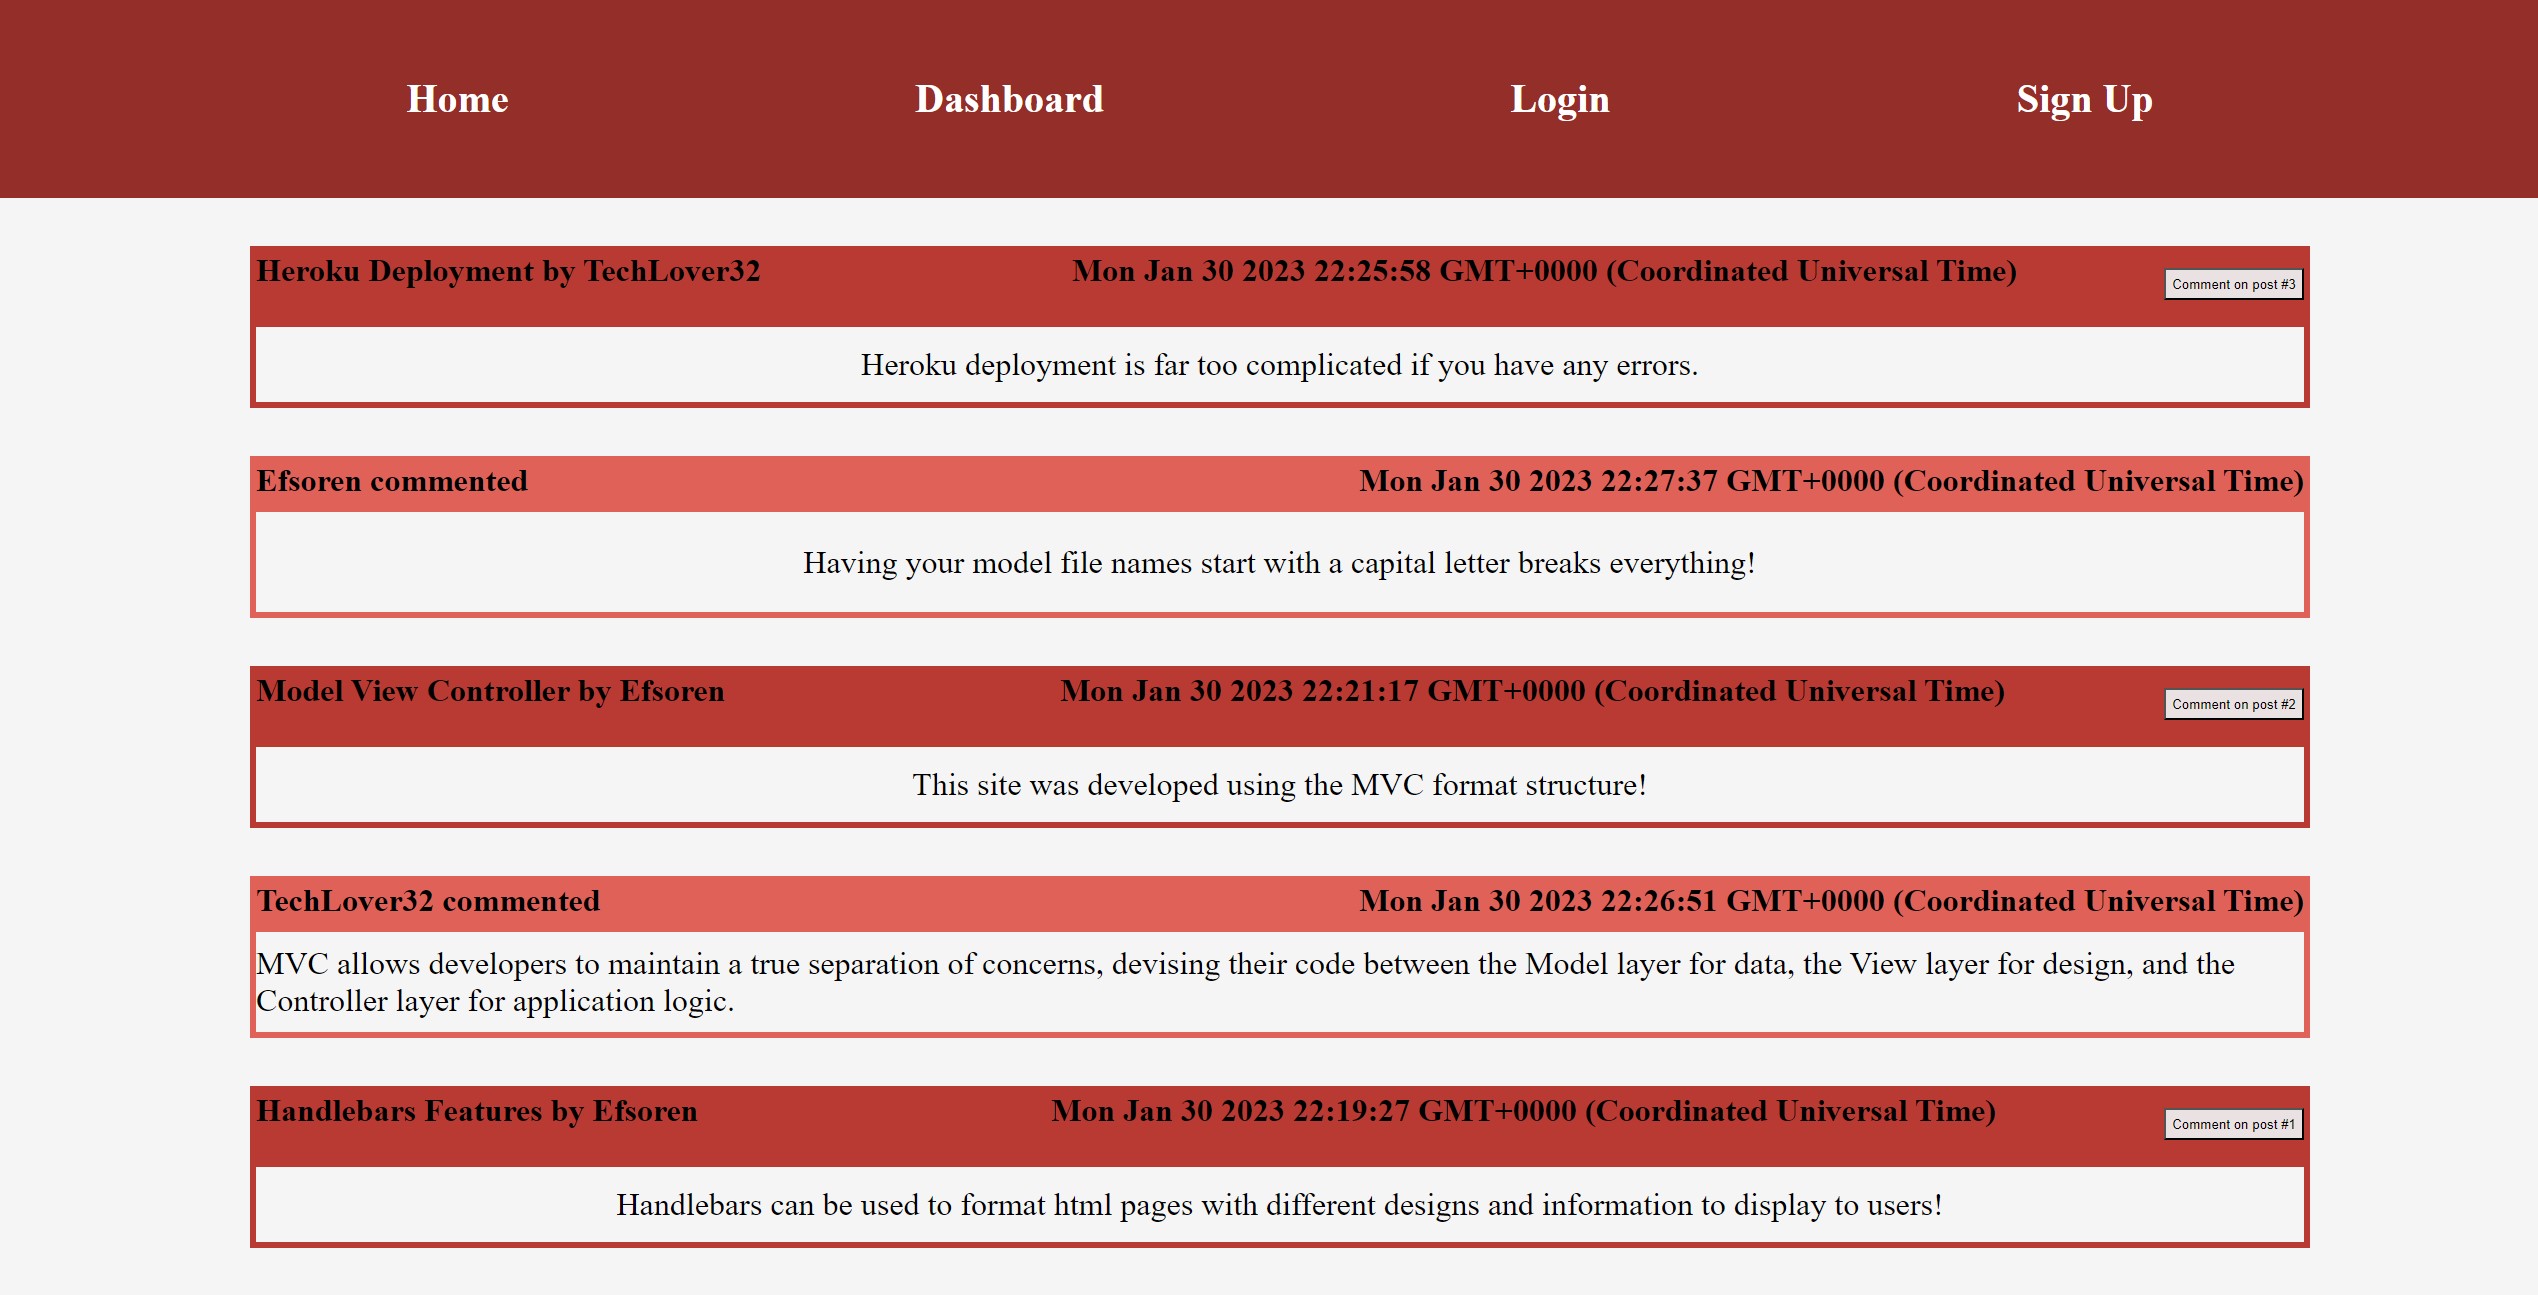 Home Dashboard Login Sign Up
Heroku Deployment by TechLover32 Mon Jan 30 2023 22:25:58 GMT+0000 (Coordinated Universal Time) Comment on post #3
Heroku deployment is far too complicated if you have any errors.
Efsoren commented Mon Jan 30 2023 22:27:37 GMT+0000 (Coordinated Universal Time)
Having your model file names start with a capital letter breaks everything!
Model View Controller by Efsoren Mon Jan 30 2023 22:21:17 GMT+0000 (Coordinated Universal Time) Comment on post #2
This site was developed using the MVC format structure!
TechLover32 commented Mon Jan 30 2023 22:26:51 GMT+0000 (Coordinated Universal Time)
MVC allows developers to maintain a true separation of concerns, devising their code between the Model layer for data, the View layer for design, and the
Controller layer for application logic.
Handlebars Features by Efsoren Mon Jan 30 2023 22:19:27 GMT+0000 (Coordinated Universal Time) Comment on post #1
Handlebars can be used to format html pages with different designs and information to display to users!